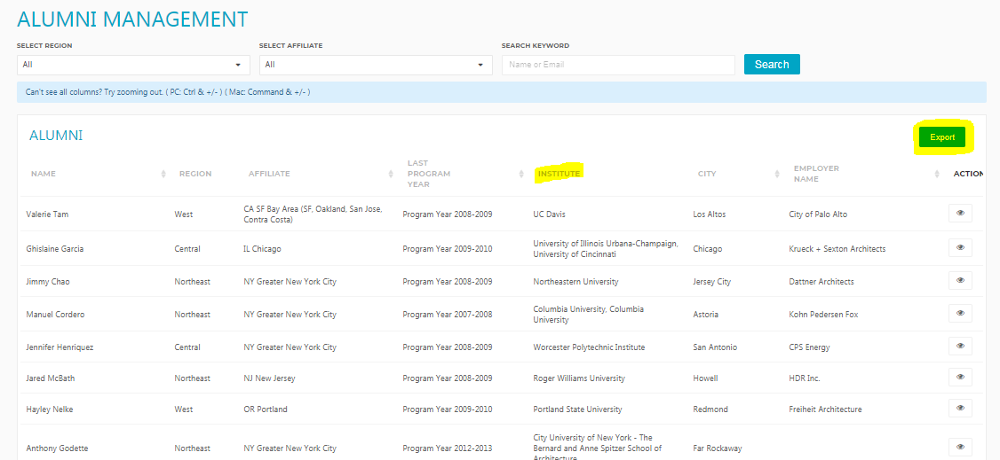 ALUMNI MANAGEMENT
SELECT REGION SELECT AFFILIATE SEARCH KEYWORD
All All Name or Email Search
Can't see all columns? Try zooming out. ( PC: Ctrl & +/- ) ( Mac: Command & +/- )
ALUMNI Export
NAME REGION AFFILIATE LAST PROGRAM YEAR INSTITUTE CITY EMPLOYER NAME ACTION
Valerie Tam West CA SF Bay Area (SF, Oakland, San Jose, Contra Costa) Program Year 2008-2009 UC Davis Los Altos City of Palo Alto
Ghislaine Garcia Central IL Chicago Program Year 2009-2010 University of Illinois Urbana-Champaign, University of Cincinnati Chicago Krueck + Sexton Architects
Jimmy Chao Northeast NY Greater New York City Program Year 2008-2009 Northeastern University Jersey City Dattner Architects
Manuel Cordero Northeast NY Greater New York City Program Year 2007-2008 Columbia University, Columbia University Astoria Kohn Pedersen Fox
Jennifer Henriquez Central NY Greater New York City Program Year 2008-2009 Worcester Polytechnic Institute San Antonio CPS Energy
Jared McBath Northeast NJ New Jersey Program Year 2008-2009 Roger Williams University Howell HDR Inc.
Hayley Nelke West OR Portland Program Year 2009-2010 Portland State University Redmond Freiheit Architecture
Anthony Godette Northeast NY Greater New York City Program Year 2012-2013 City University of New York - The Bernard and Anne Spitzer School of Architecture Far Rockaway